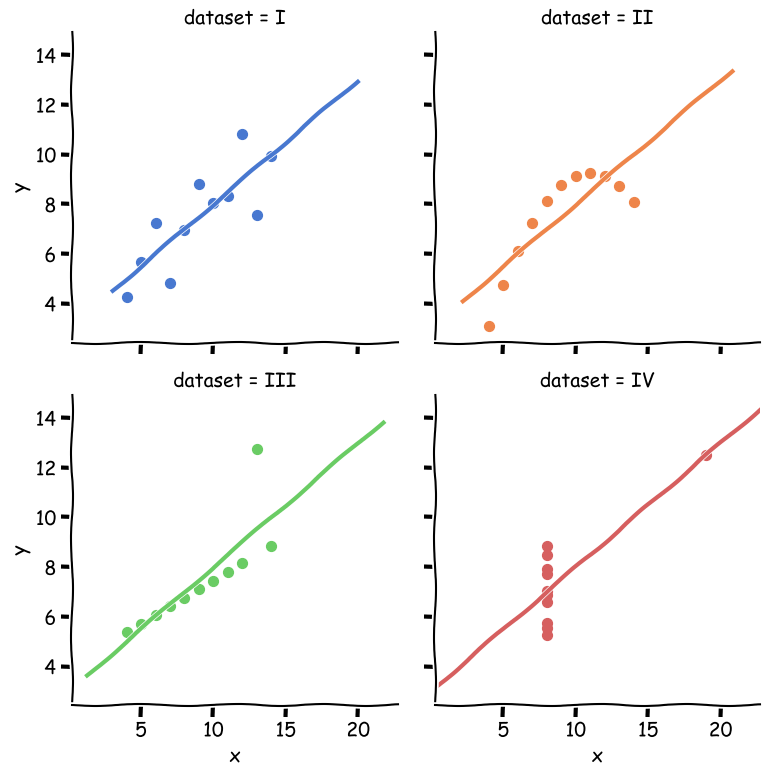 dataset = I
dataset = II
14
12
10
8
6
4
y
dataset = III
dataset = IV
14
12
10
8
6
4
y
5 10 15 20
5 10 15 20
x
x